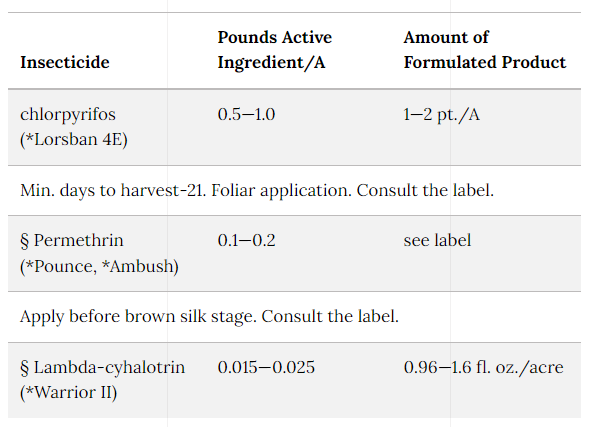 Insecticide
Pounds Active
Ingredient/A
Amount of
Formulated Product
chlorpyrifos
(*Lorsban 4E)
0.5—1.0
1—2 pt./A
Min. days to harvest-21. Foliar application. Consult the label.
§ Permethrin
(*Pounce, *Ambush)
0.1—0.2
see label
Apply before brown silk stage. Consult the label.
§ Lambda-cyhalotrin
(*Warrior II)
0.015—0.025
0.96—1.6 fl. oz./acre